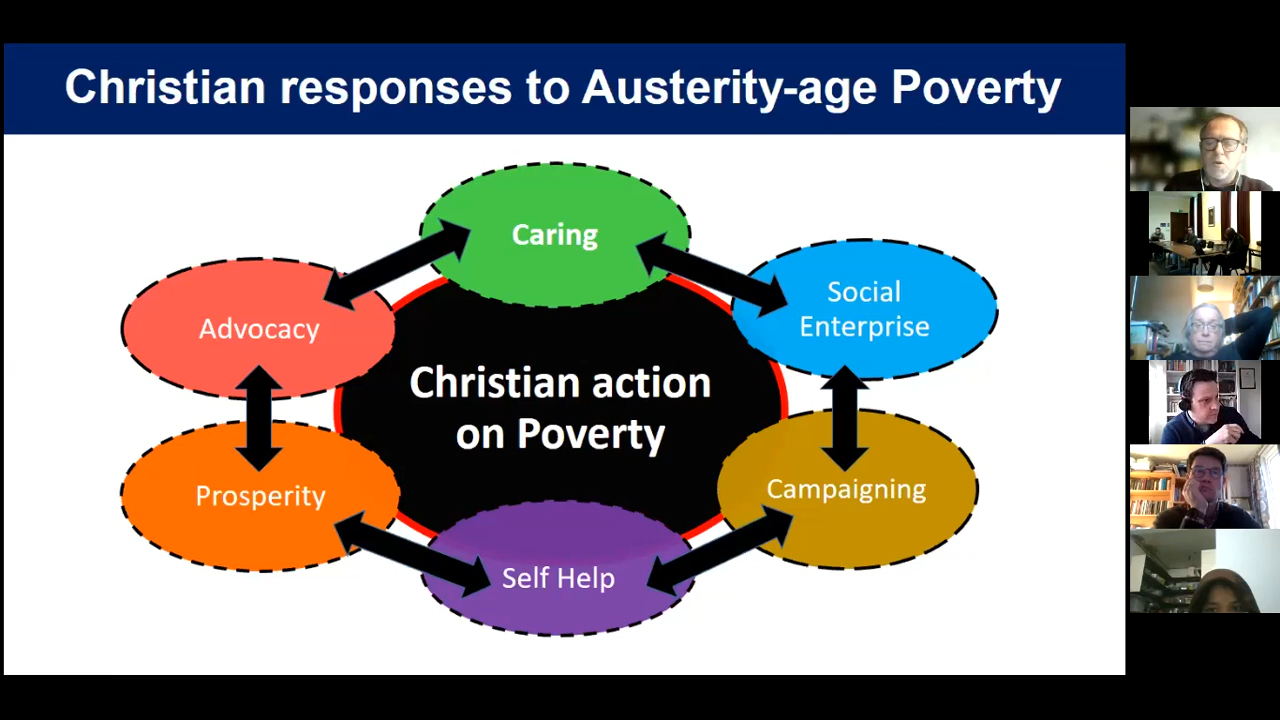 Christian responses to Austerity-age Poverty
Caring
Social
Enterprise
Advocacy
Christian action
on Poverty
Prosperity
Campaigning
Self Help